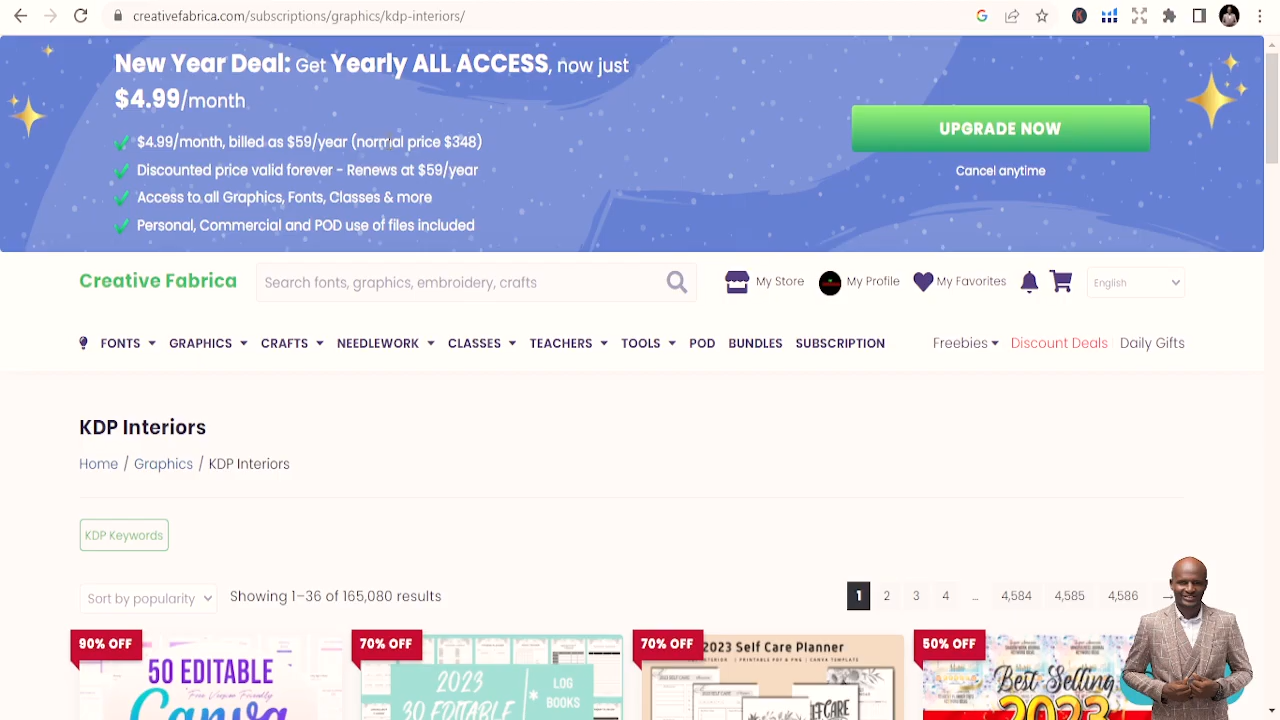 creativefabrica.com/subscriptions/graphics/kdp-interiors/
New Year Deal: Get Yearly ALL ACCESS, now just
$4.99/month
$4.99/month, billed as $59/year (normal price $348)
Discounted price valid forever - Renews at $59/year
Access to all Graphics, Fonts, Classes & more
Personal, Commercial and POD use of files included
UPGRADE NOW
Cancel anytime
Creative Fabrica
Search fonts, graphics, embroidery, crafts
My Store
My Profile
My Favorites
English
FONTS GRAPHICS CRAFTS NEEDLEWORK CLASSES TEACHERS TOOLS POD BUNDLES SUBSCRIPTION
Freebies Discount Deals Daily Gifts
KDP Interiors
Home / Graphics / KDP Interiors
KDP Keywords
Sort by popularity
Showing 1–36 of 165,080 results
1 2 3 4 ... 4,584 4,585 4,586 →
90% OFF
50 EDITABLE
Canva
70% OFF
2023
30 EDITABLE
LOG
BOOKS
70% OFF
2023 Self Care Planner
50% OFF
Best Selling
2023